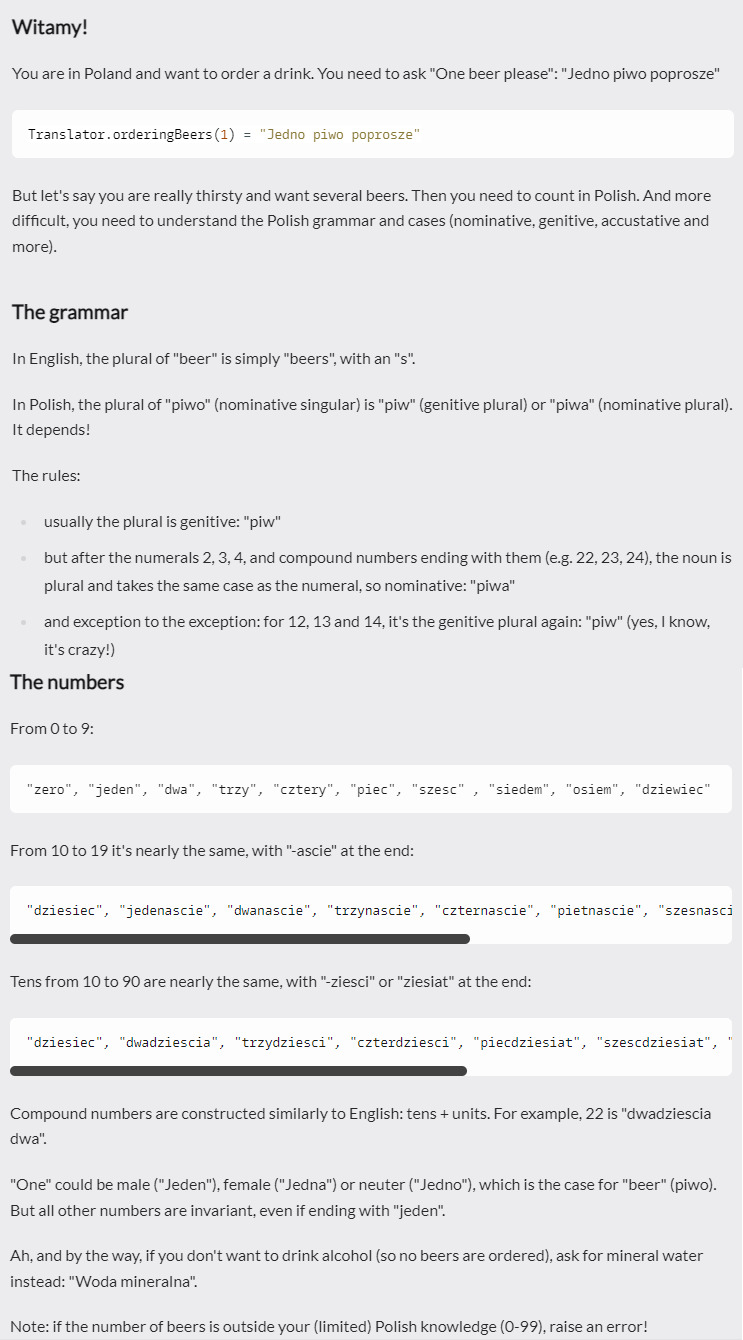 Witamy!
You are in Poland and want to order a drink. You need to ask "One beer please": "Jedno piwo poprosze"
Translator.orderingBeers(1) = "Jedno piwo poprosze"
But let's say you are really thirsty and want several beers. Then you need to count in Polish. And more
difficult, you need to understand the Polish grammar and cases (nominative, genitive, accustative and
more).
The grammar
In English, the plural of "beer" is simply "beers", with an "s".
In Polish, the plural of "piwo" (nominative singular) is "piw" (genitive plural) or "piwa" (nominative plural).
It depends!
The rules:
usually the plural is genitive: "piw"
but after the numerals 2, 3, 4, and compound numbers ending with them (e.g. 22, 23, 24), the noun is
plural and takes the same case as the numeral, so nominative: "piwa"
and exception to the exception: for 12, 13 and 14, it's the genitive plural again: "piw" (yes, I know,
it's crazy!)
The numbers
From 0 to 9:
"zero", "jeden", "dwa", "trzy", "cztery", "piec", "szesc" , "siedem", "osiem", "dziewiec"
From 10 to 19 it's nearly the same, with "-ascie" at the end:
"dziesiec", "jedenascie", "dwanascie", "trzynascie", "czternascie", "pietnascie", "szesnasci
Tens from 10 to 90 are nearly the same, with "-ziesci" or "ziesiat" at the end:
"dziesiec", "dwadziescia", "trzydziesci", "czterdziesci", "piecdziesiat", "szescdziesiat", "
Compound numbers are constructed similarly to English: tens + units. For example, 22 is "dwadziescia
dwa".
"One" could be male ("Jeden"), female ("Jedna") or neuter ("Jedno"), which is the case for "beer" (piwo).
But all other numbers are invariant, even if ending with "jeden".
Ah, and by the way, if you don't want to drink alcohol (so no beers are ordered), ask for mineral water
instead: "Woda mineralna".
Note: if the number of beers is outside your (limited) Polish knowledge (0-99), raise an error!